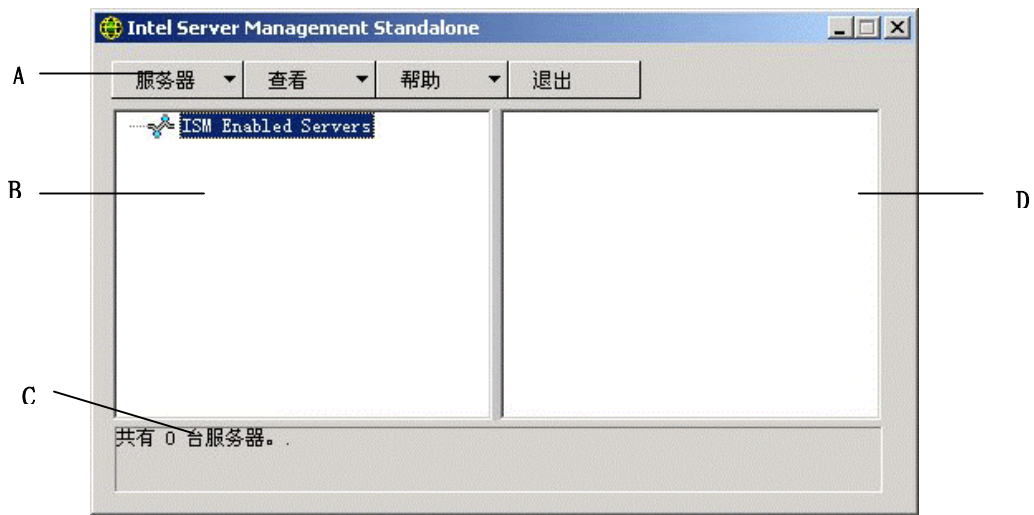 Intel Server Management Standalone
A
服务器 查看 帮助 退出
ISM Enabled Servers
B
D
C
共有 0 台服务器。.